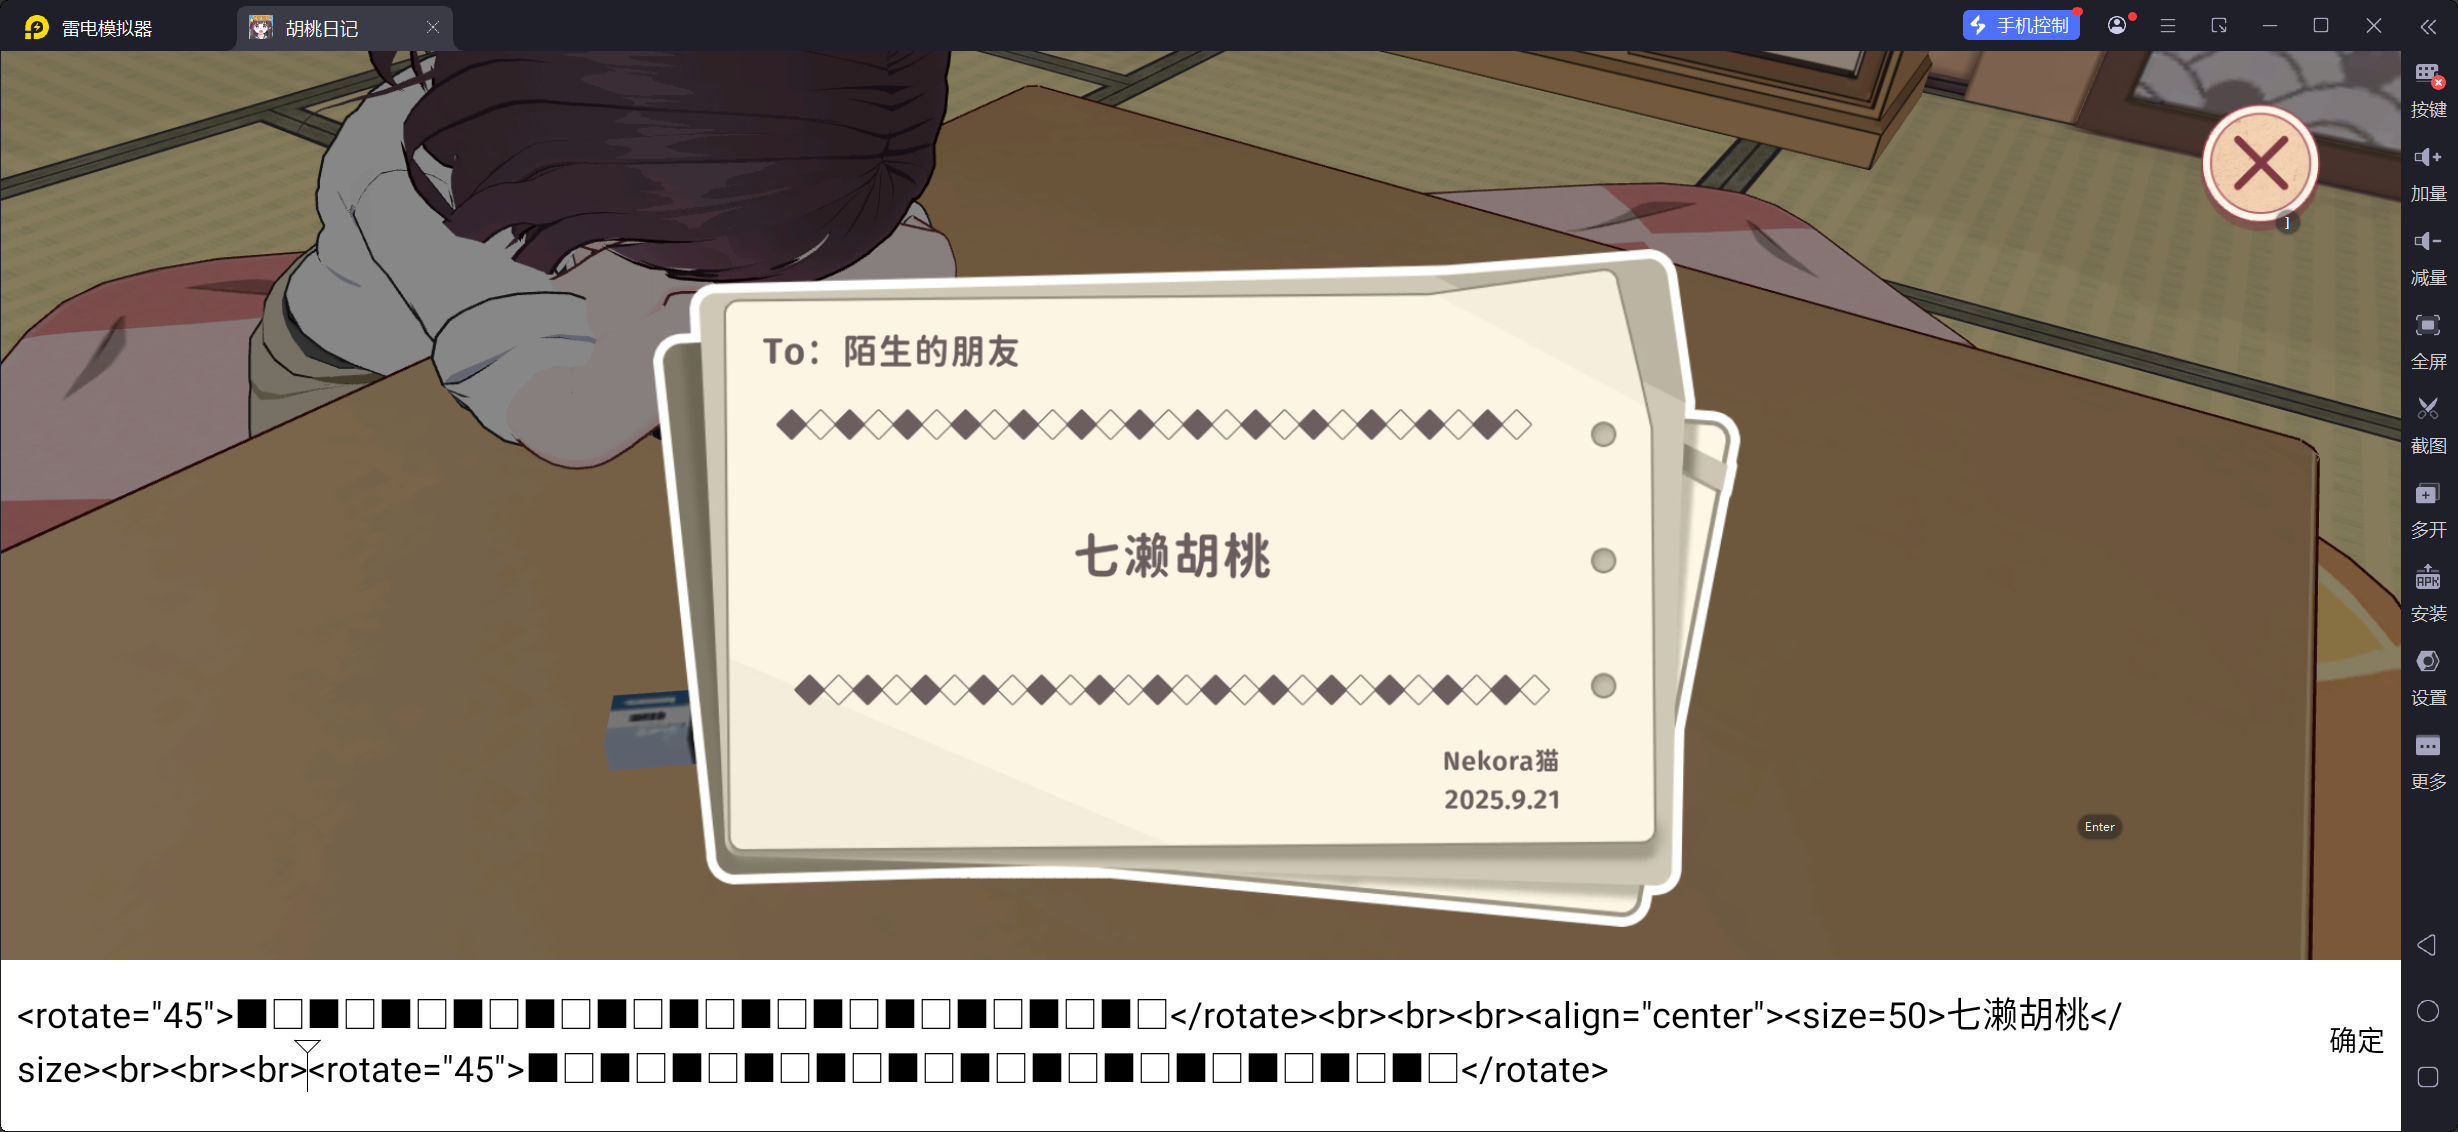 雷电模拟器
胡桃日记
手机控制
按键
加量
减量
全屏
截图
多开
APK
安装
设置
更多
]
To：陌生的朋友
◆◇◆◇◆◇◆◇◆◇◆◇◆◇◆◇◆◇◆◇◆◇◆◇◆◇
七濑胡桃
◆◇◆◇◆◇◆◇◆◇◆◇◆◇◆◇◆◇◆◇◆◇◆◇◆◇
Nekora猫
2025.9.21
Enter
<rotate="45">■□■□■□■□■□■□■□■□■□■□■□■□■□</rotate><br><br><br><align="center"><size=50>七濑胡桃</
size><br><br><br><rotate="45">■□■□■□■□■□■□■□■□■□■□■□■□■□</rotate>
确定